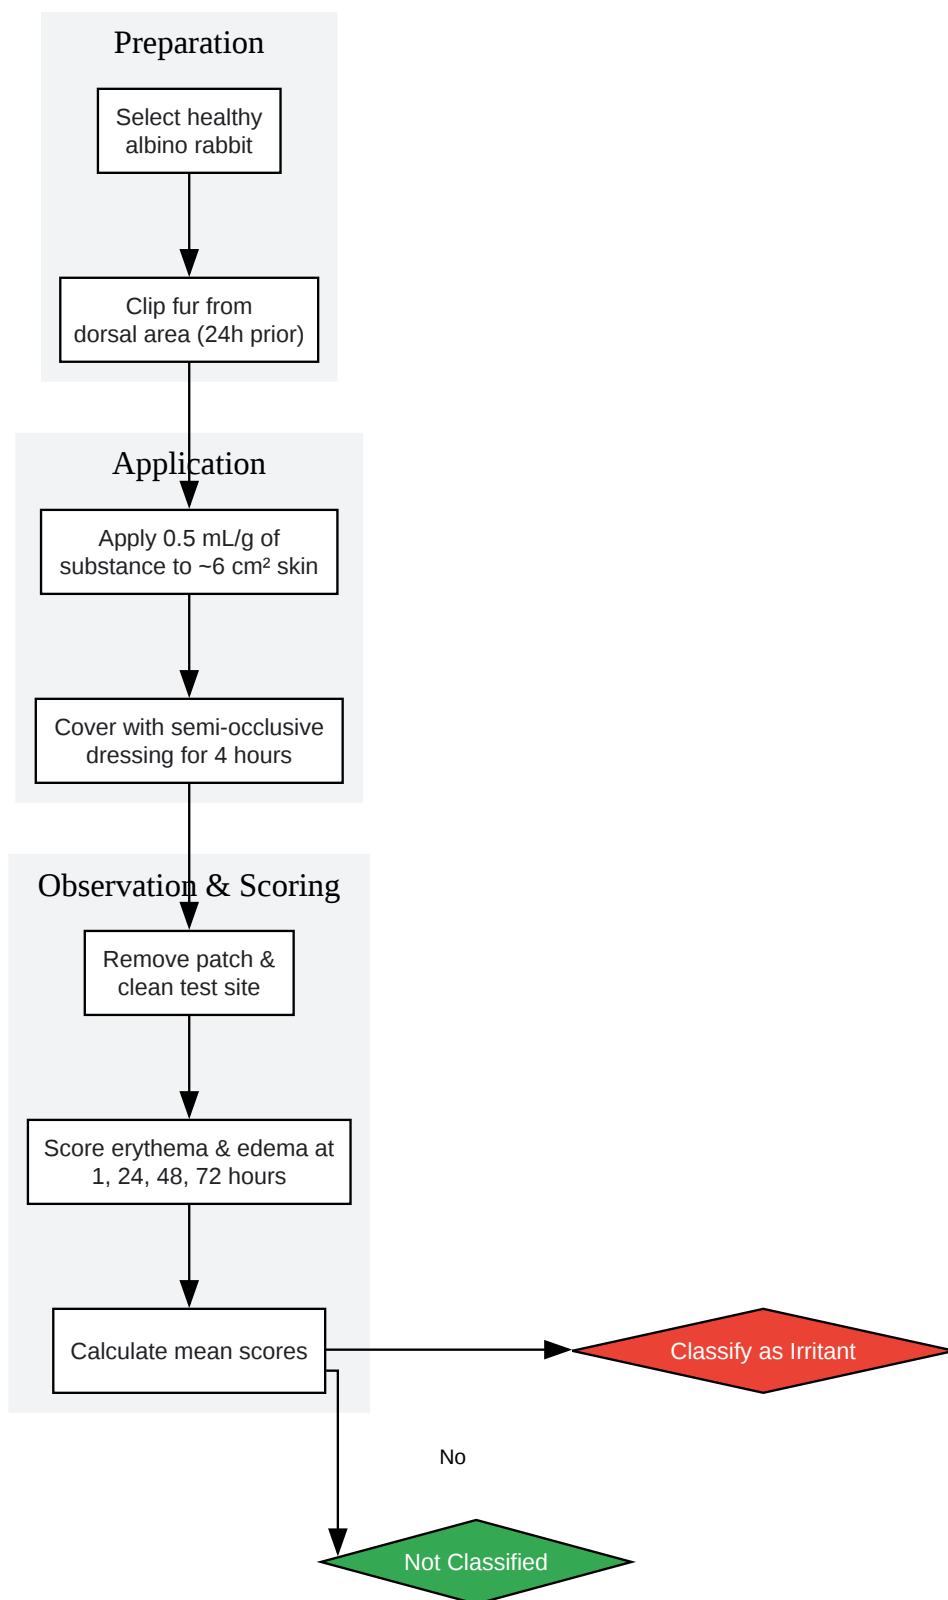 Preparation
Select healthy
albino rabbit
Clip fur from
dorsal area (24h prior)
Application
Apply 0.5 mL/g of
substance to ~6 cm² skin
Cover with semi-occlusive
dressing for 4 hours
Observation & Scoring
Remove patch &
clean test site
Score erythema & edema at
1, 24, 48, 72 hours
Calculate mean scores
Classify as Irritant
No
Not Classified